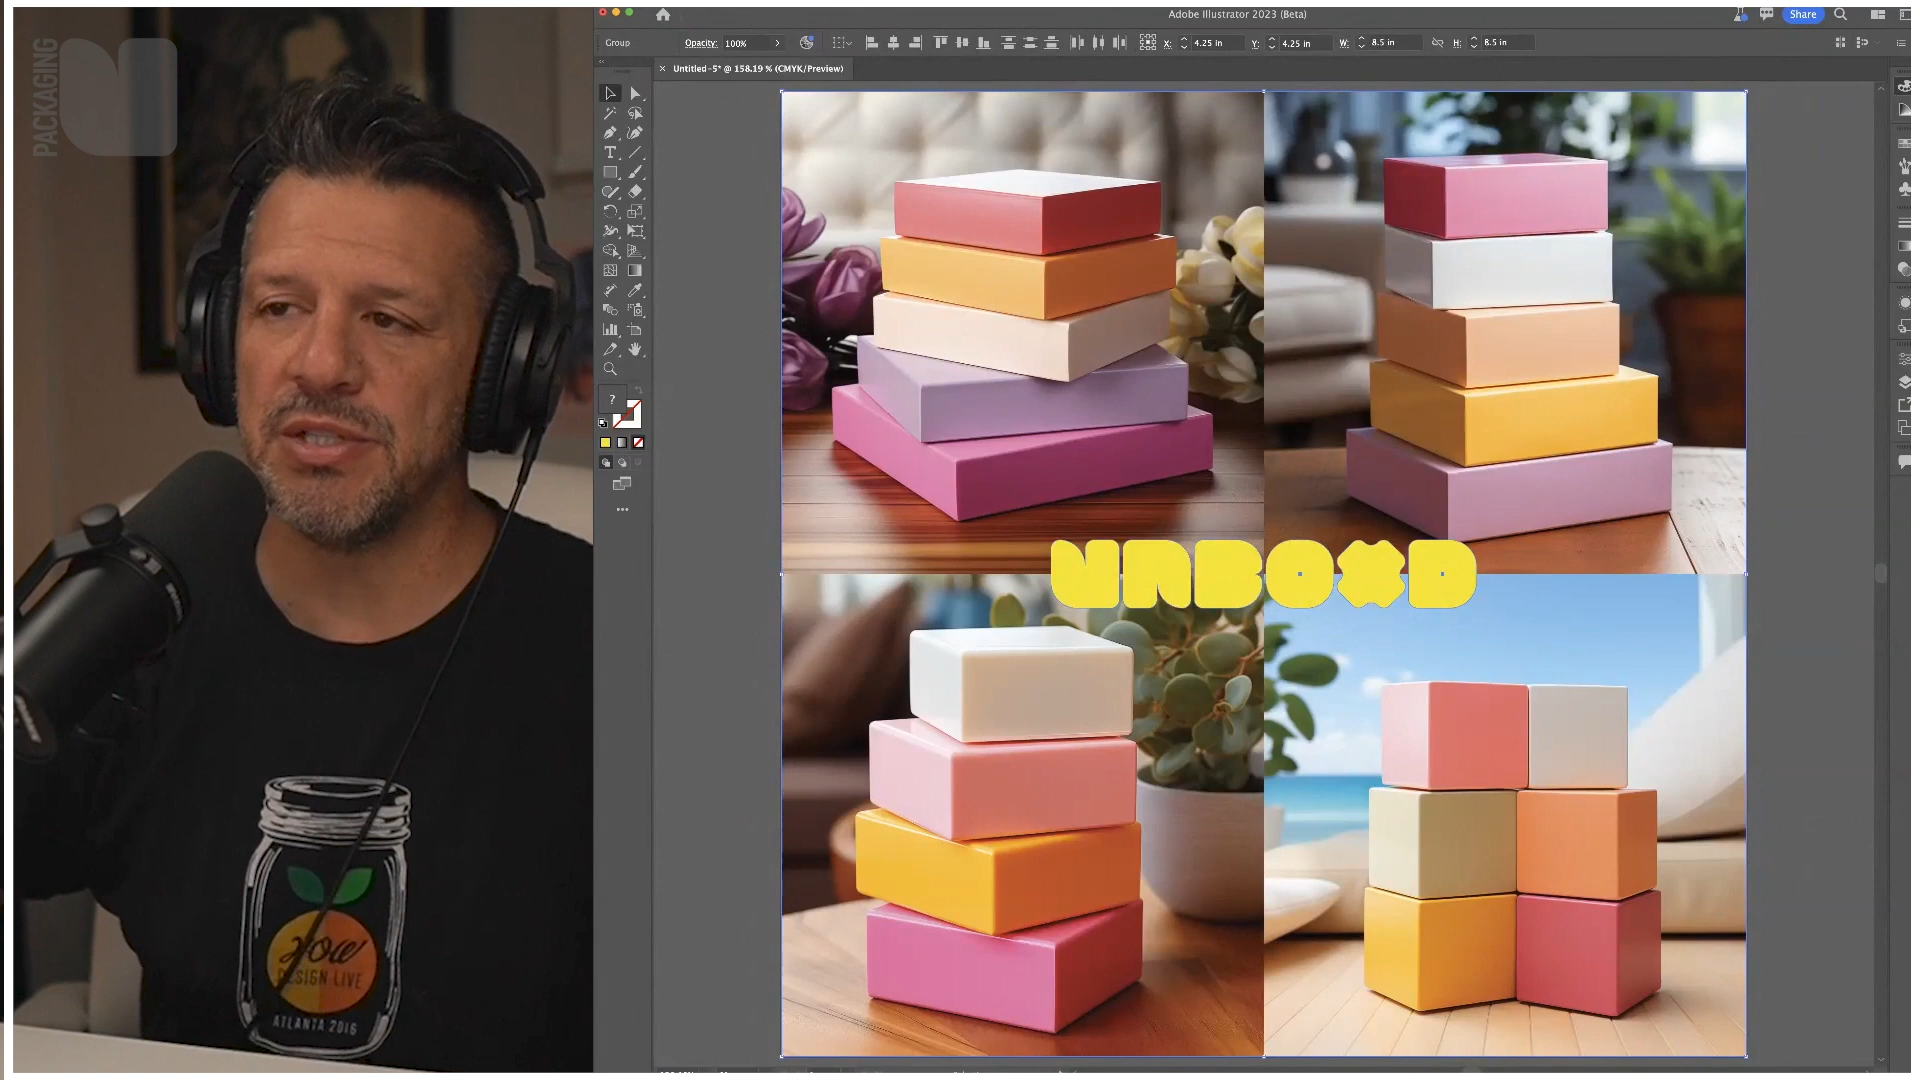 PACKAGING
Adobe Illustrator 2023 (Beta)
Share
Group
Opacity: 100%
X: 4.25 in
Y: 4.25 in
W: 8.5 in
H: 8.5 in
Untitled-5* @ 158.19 % (CMYK/Preview)
T
?
UNBOXD
DESIGN LIVE
ATLANTA 2016